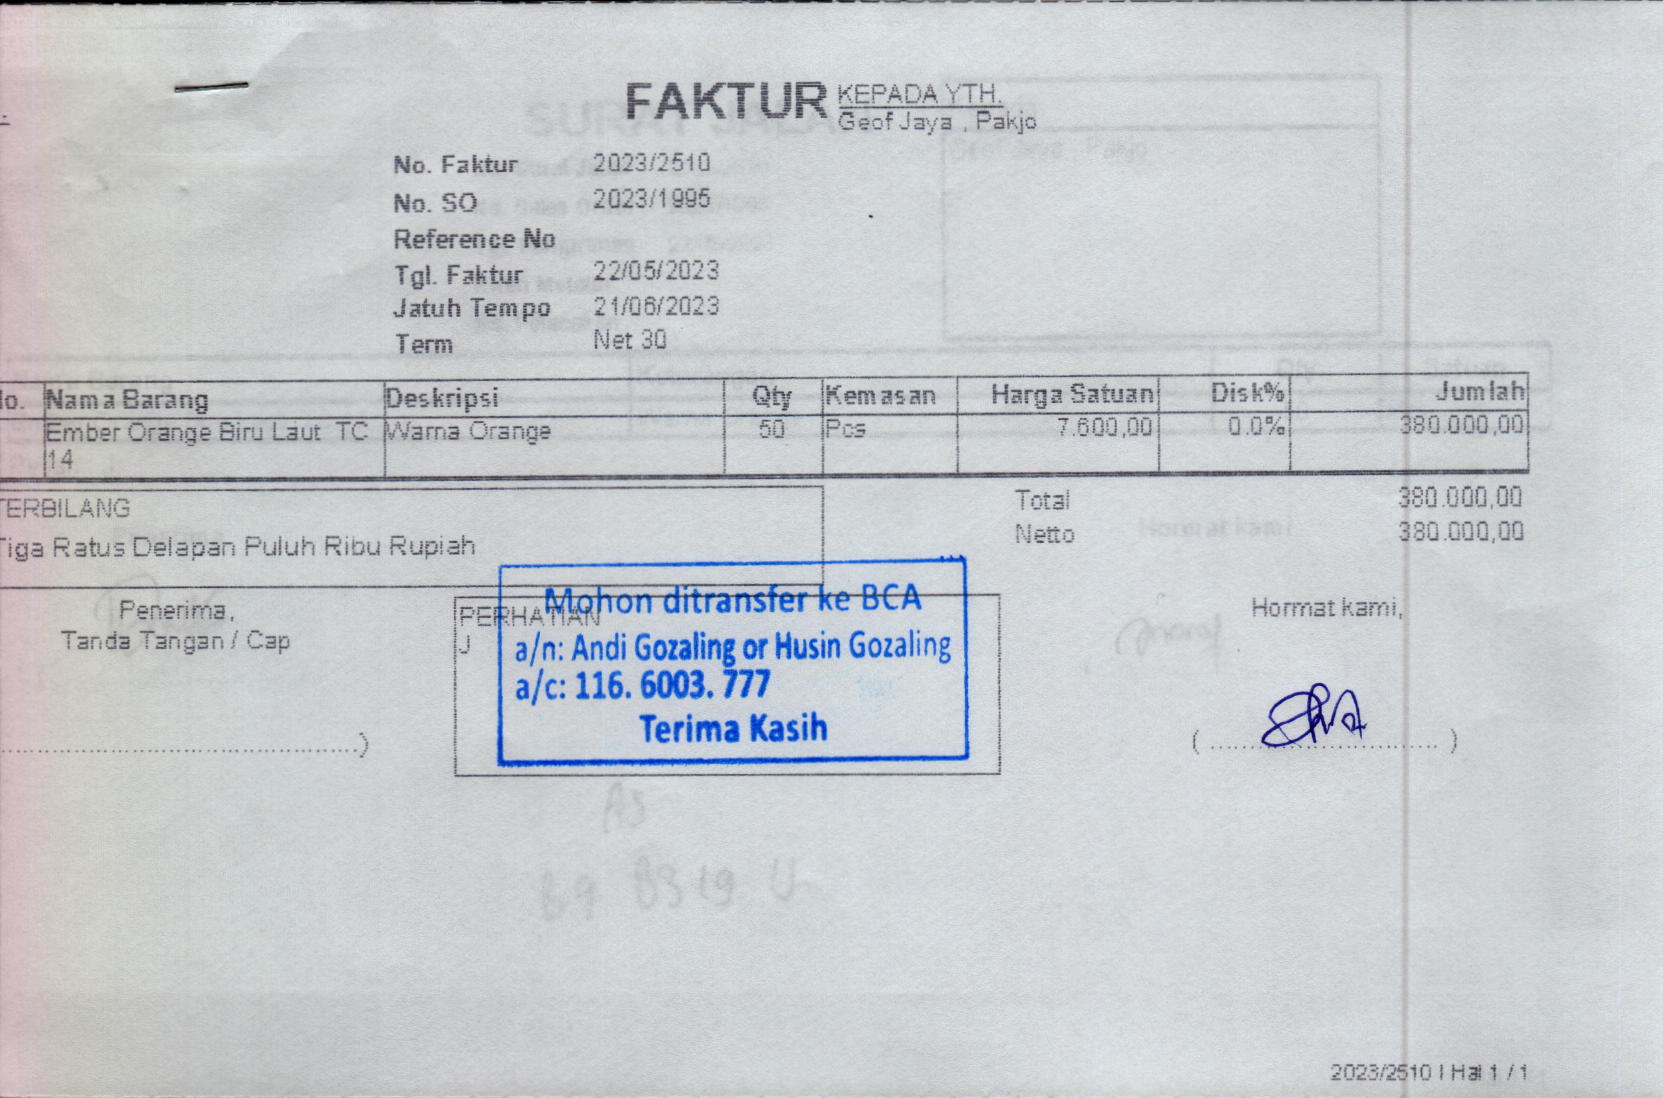 FAKTUR
KEPADA YTH.
Geof Jaya , Pakjo
No. Faktur 2023/2510
No. SO 2023/1995
Reference No
Tgl. Faktur 22/05/2023
Jatuh Tempo 21/06/2023
Term Net 30
No. Nama Barang Deskripsi Qty Kemasan Harga Satuan Disk% Jumlah
Ember Orange Biru Laut TC Warna Orange 50 Pcs 7.600,00 0.0% 380.000,00
14
TERBILANG
Tiga Ratus Delapan Puluh Ribu Rupiah
Total 380.000,00
Netto 380.000,00
Penerima,
Tanda Tangan / Cap
PERHATIAN
J
Mohon ditransfer ke BCA
a/n: Andi Gozaling or Husin Gozaling
a/c: 116. 6003. 777
Terima Kasih
Hormat kami,
2023/2510 | Hal 1 / 1